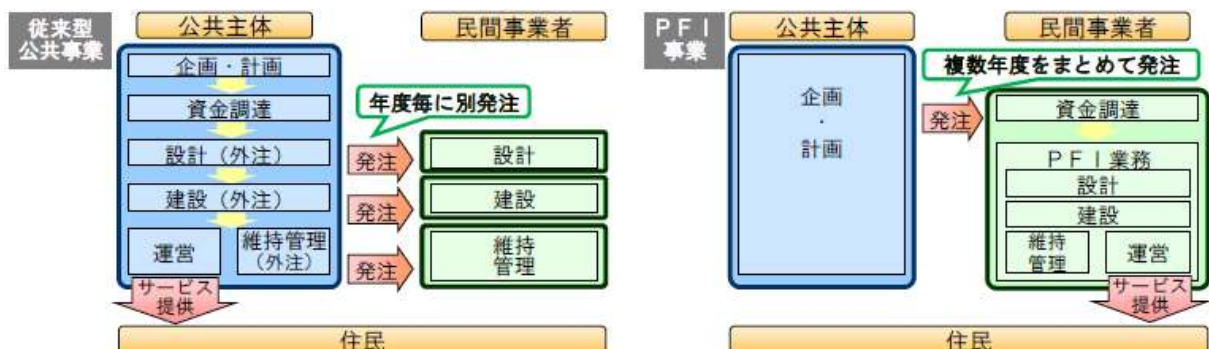 従来型
公共事業
公共主体
民間事業者
企画・計画
資金調達
設計（外注）
建設（外注）
運営
維持管理
（外注）
年度毎に別発注
発注
設計
発注
建設
発注
維持
管理
サービス
提供
住民
ＰＦＩ
事業
公共主体
民間事業者
企画
・
計画
複数年度をまとめて発注
発注
資金調達
ＰＦＩ業務
設計
建設
維持
管理
運営
サービス
提供
住民